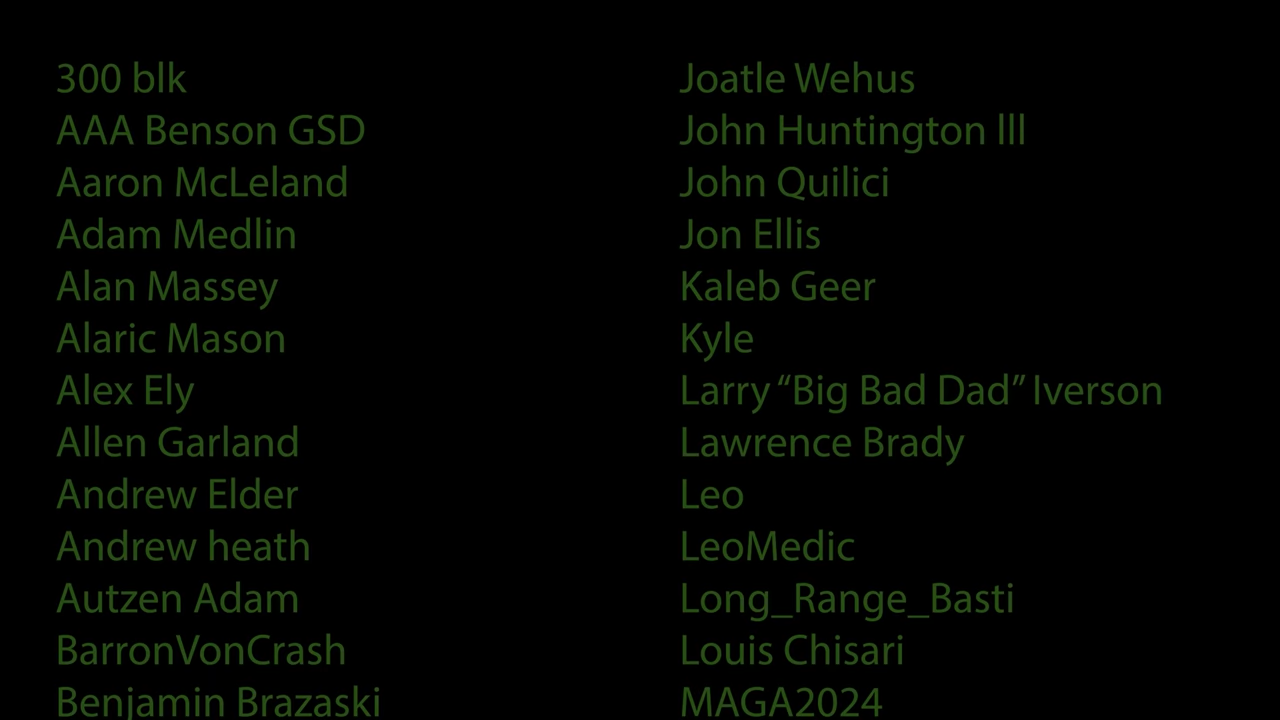 300 blk
AAA Benson GSD
Aaron McLeland
Adam Medlin
Alan Massey
Alaric Mason
Alex Ely
Allen Garland
Andrew Elder
Andrew heath
Autzen Adam
BarronVonCrash
Benjamin Brazaski
Joatle Wehus
John Huntington lll
John Quilici
Jon Ellis
Kaleb Geer
Kyle
Larry “Big Bad Dad” Iverson
Lawrence Brady
Leo
LeoMedic
Long_Range_Basti
Louis Chisari
MAGA2024